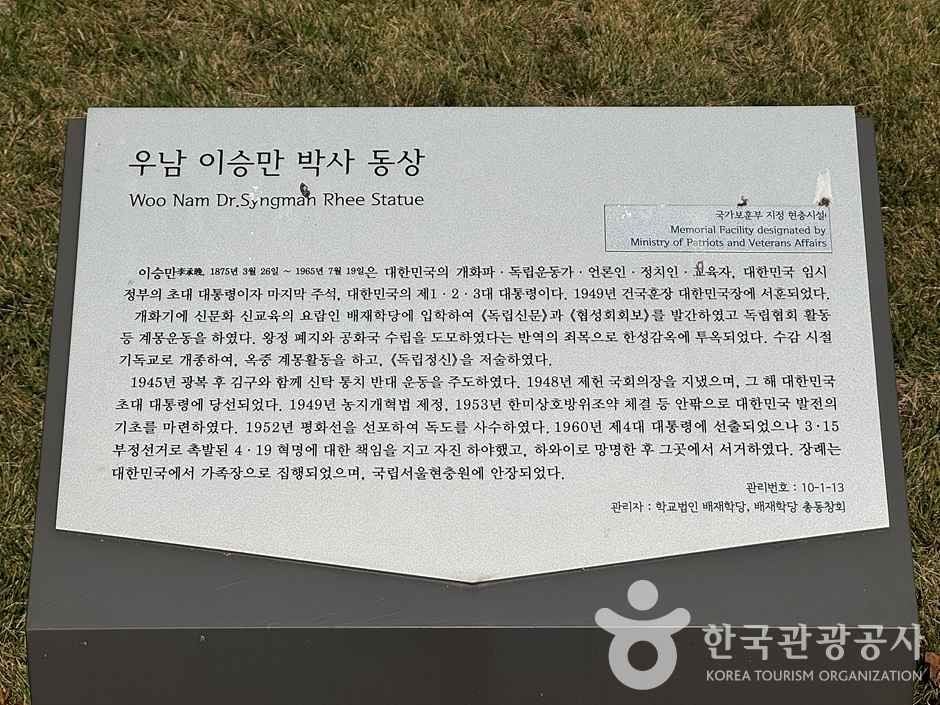 우남 이승만 박사 동상
Woo Nam Dr.Syngman Rhee Statue
국가보훈부 지정 현충시설
Memorial Facility designated by
Ministry of Patriots and Veterans Affairs
이승만李承晩, 1875년 3월 26일 ~ 1965년 7월 19일은 대한민국의 개화파 · 독립운동가 · 언론인 · 정치인 · 교육자, 대한민국 임시
정부의 초대 대통령이자 마지막 주석, 대한민국의 제1 · 2 · 3대 대통령이다. 1949년 건국훈장 대한민국장에 서훈되었다.
개화기에 신문화 신교육의 요람인 배재학당에 입학하여 《독립신문》과 《협성회회보》를 발간하였고 독립협회 활동
등 계몽운동을 하였다. 왕정 폐지와 공화국 수립을 도모하였다는 반역의 죄목으로 한성감옥에 투옥되었다. 수감 시절
기독교로 개종하여, 옥중 계몽활동을 하고, 《독립정신》을 저술하였다.
1945년 광복 후 김구와 함께 신탁 통치 반대 운동을 주도하였다. 1948년 제헌 국회의장을 지냈으며, 그 해 대한민국
초대 대통령에 당선되었다. 1949년 농지개혁법 제정, 1953년 한미상호방위조약 체결 등 안팎으로 대한민국 발전의
기초를 마련하였다. 1952년 평화선을 선포하여 독도를 사수하였다. 1960년 제4대 대통령에 선출되었으나 3·15
부정선거로 촉발된 4 · 19 혁명에 대한 책임을 지고 자진 하야했고, 하와이로 망명한 후 그곳에서 서거하였다. 장례는
대한민국에서 가족장으로 집행되었으며, 국립서울현충원에 안장되었다.
관리번호 : 10-1-13
관리자 : 학교법인 배재학당, 배재학당 총동창회
한국관광공사
KOREA TOURISM ORGANIZATION